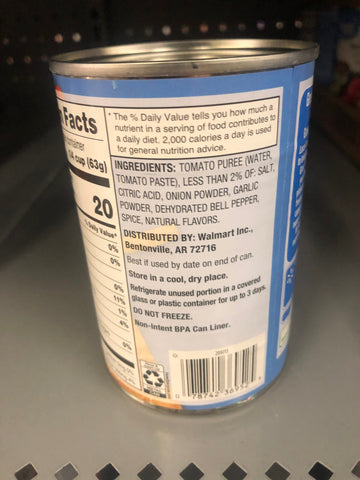 n Facts
container
/4 cup (63g)
20
% Daily Value*
0%
0%
0%
11%
1%
4%
* The % Daily Value tells you how much a
nutrient in a serving of food contributes to
a daily diet. 2,000 calories a day is used
for general nutrition advice.
INGREDIENTS: TOMATO PUREE (WATER,
TOMATO PASTE), LESS THAN 2% OF: SALT,
CITRIC ACID, ONION POWDER, GARLIC
POWDER, DEHYDRATED BELL PEPPER,
SPICE, NATURAL FLAVORS.
DISTRIBUTED BY: Walmart Inc.,
Bentonville, AR 72716
Best if used by date on end of can.
Store in a cool, dry place.
Refrigerate unused portion in a covered
glass or plastic container for up to 3 days.
DO NOT FREEZE.
Non-Intent BPA Can Liner.